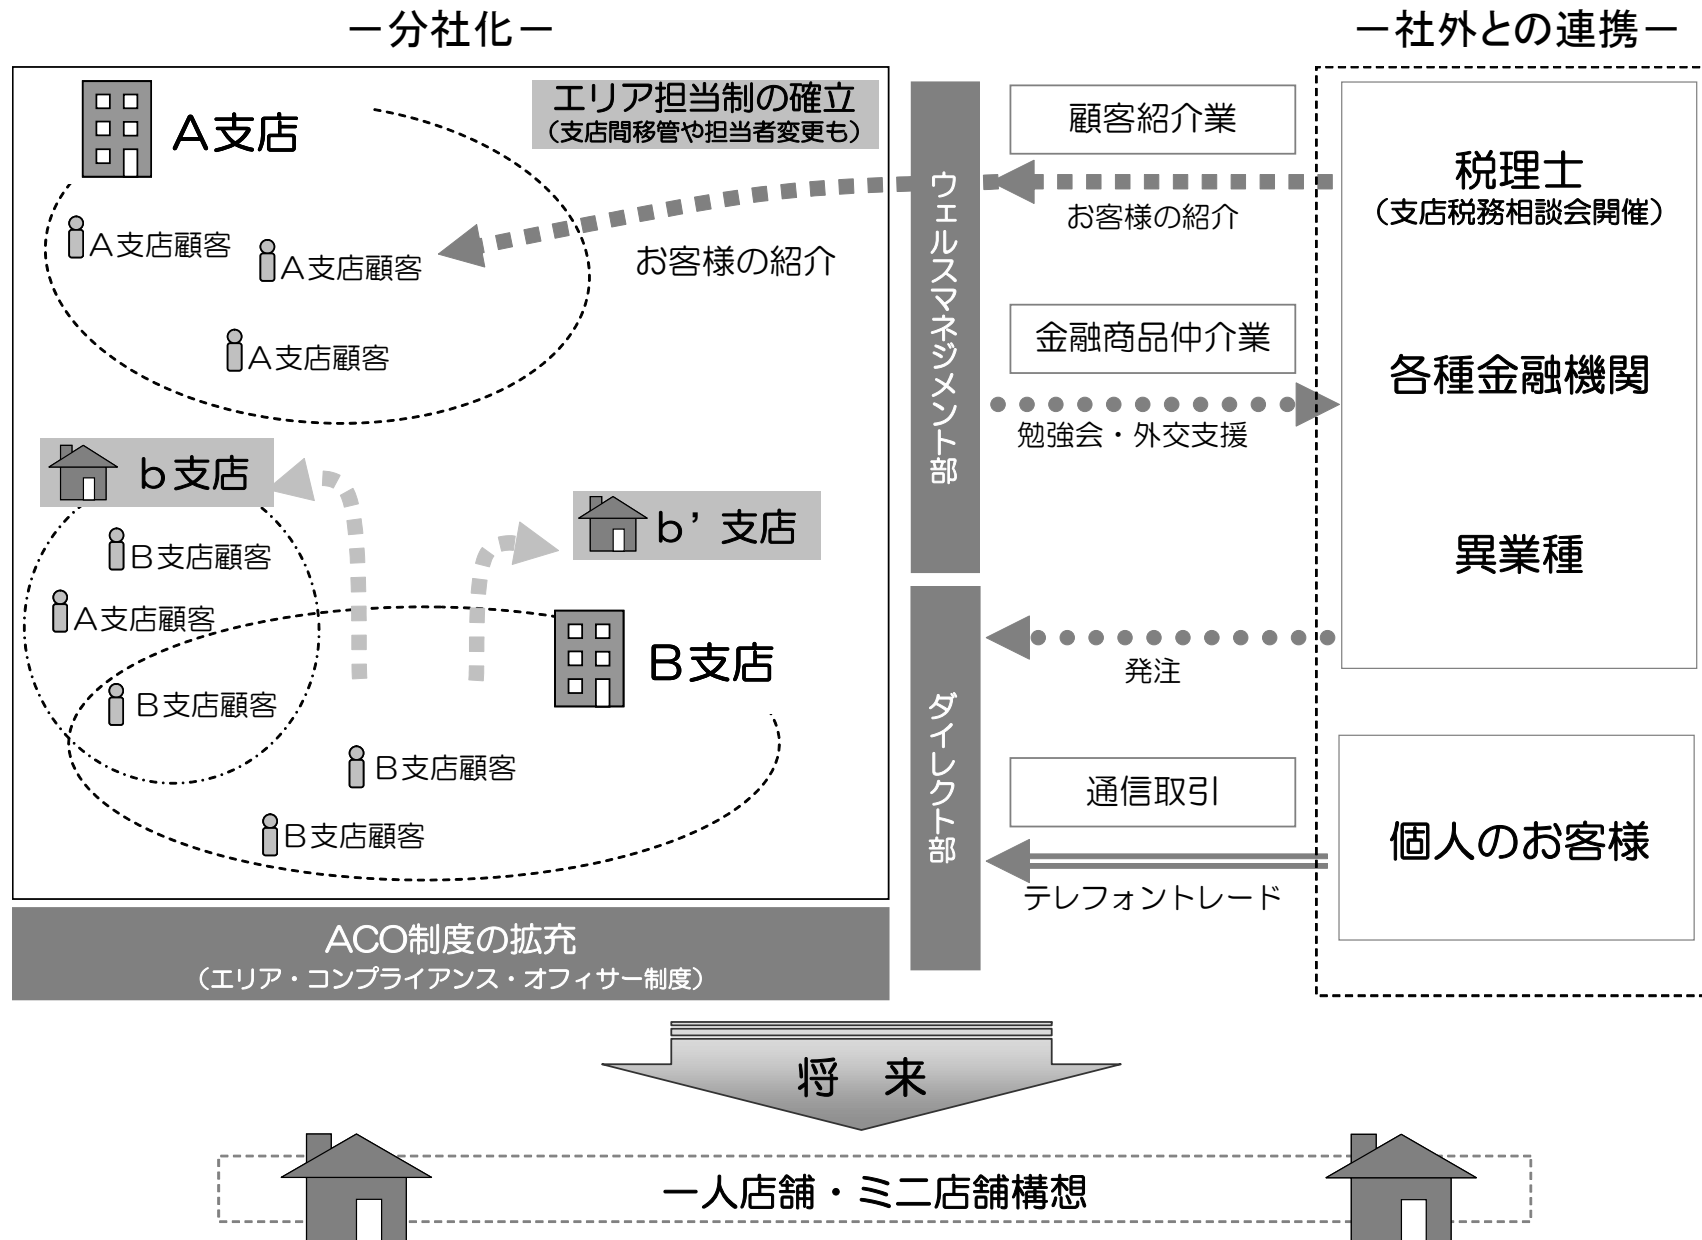 －分社化－
－社外との連携－
エリア担当制の確立
（支店間移管や担当者変更も）
Ａ支店
Ａ支店顧客
Ａ支店顧客
Ａ支店顧客
お客様の紹介
ｂ支店
ｂ’支店
Ｂ支店顧客
Ａ支店顧客
Ｂ支店顧客
Ｂ支店
Ｂ支店顧客
Ｂ支店顧客
ACO制度の拡充
（エリア・コンプライアンス・オフィサー制度）
ウェルスマネジメント部
ダイレクト部
顧客紹介業
お客様の紹介
金融商品仲介業
勉強会・外交支援
発注
通信取引
テレフォントレード
税理士
（支店税務相談会開催）
各種金融機関
異業種
個人のお客様
将　来
一人店舗・ミニ店舗構想